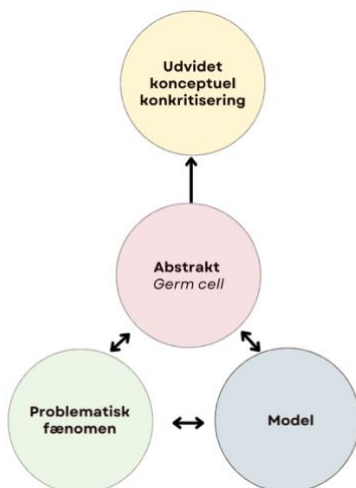 Udvidet
konceptuel
konkritisering
Abstrakt
Germ cell
Problematisk
fænomen
Model